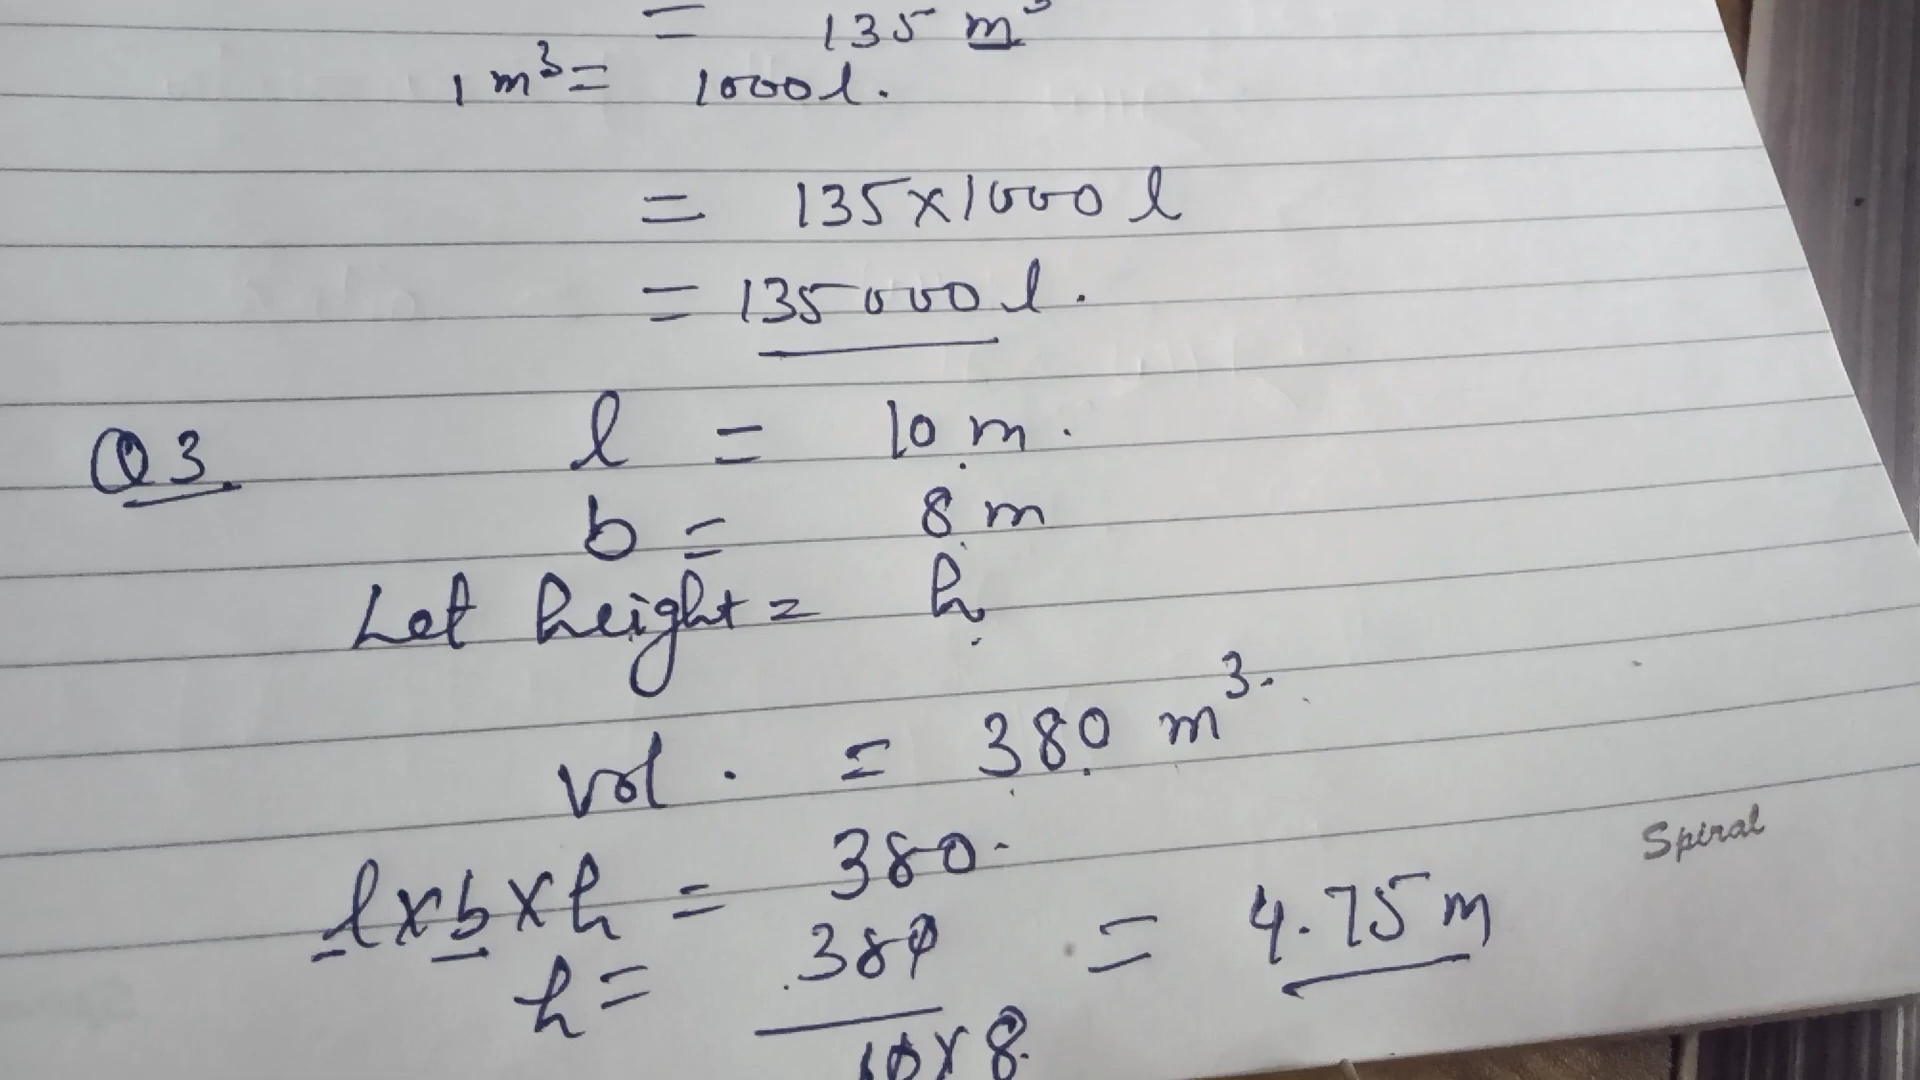 = 135 m³
1 m³ = 1000 l.
= 135×1000 l
= 135000 l.
Q3. l = 10 m.
b = 8 m
Let height = h
vol. = 380 m³.
l×b×h = 380.
h = 380 / 10×8 = 4.75 m
Spiral